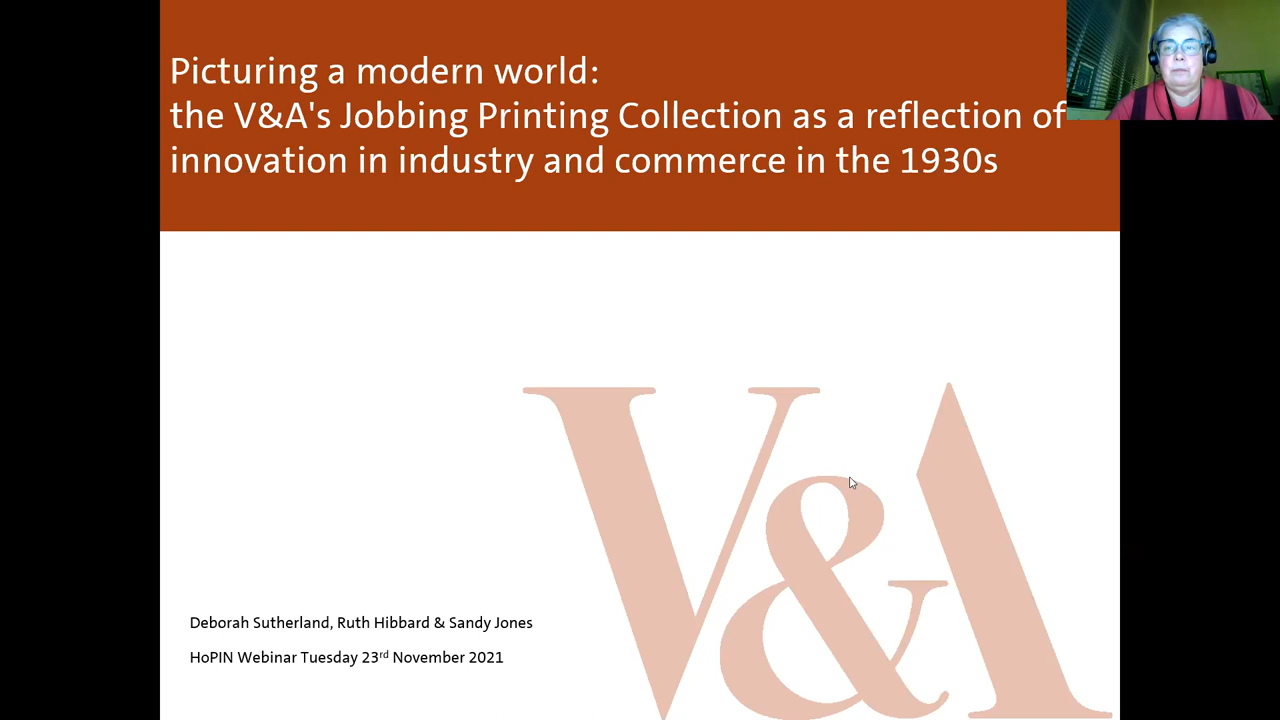 Picturing a modern world:
the V&A's Jobbing Printing Collection as a reflection of
innovation in industry and commerce in the 1930s
V&A
Deborah Sutherland, Ruth Hibbard & Sandy Jones
HoPIN Webinar Tuesday 23rd November 2021